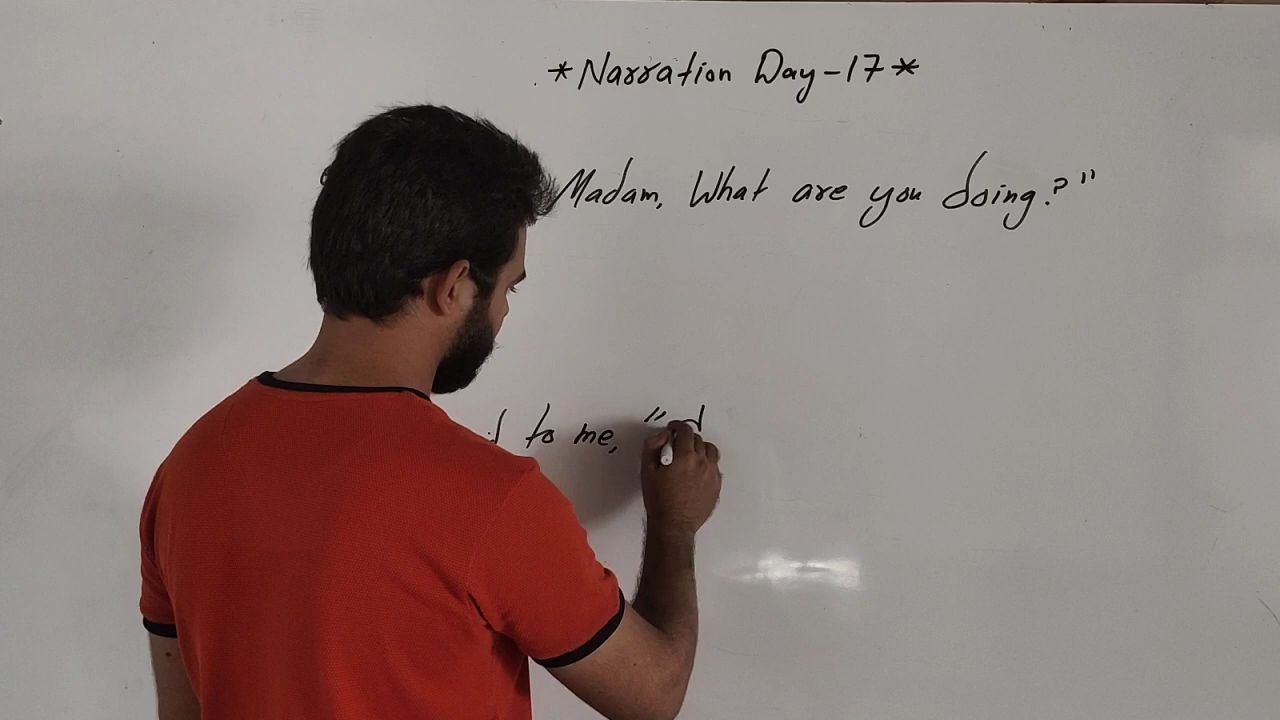 *Narration Day-17*
Madam, What are you doing?"
to me, "